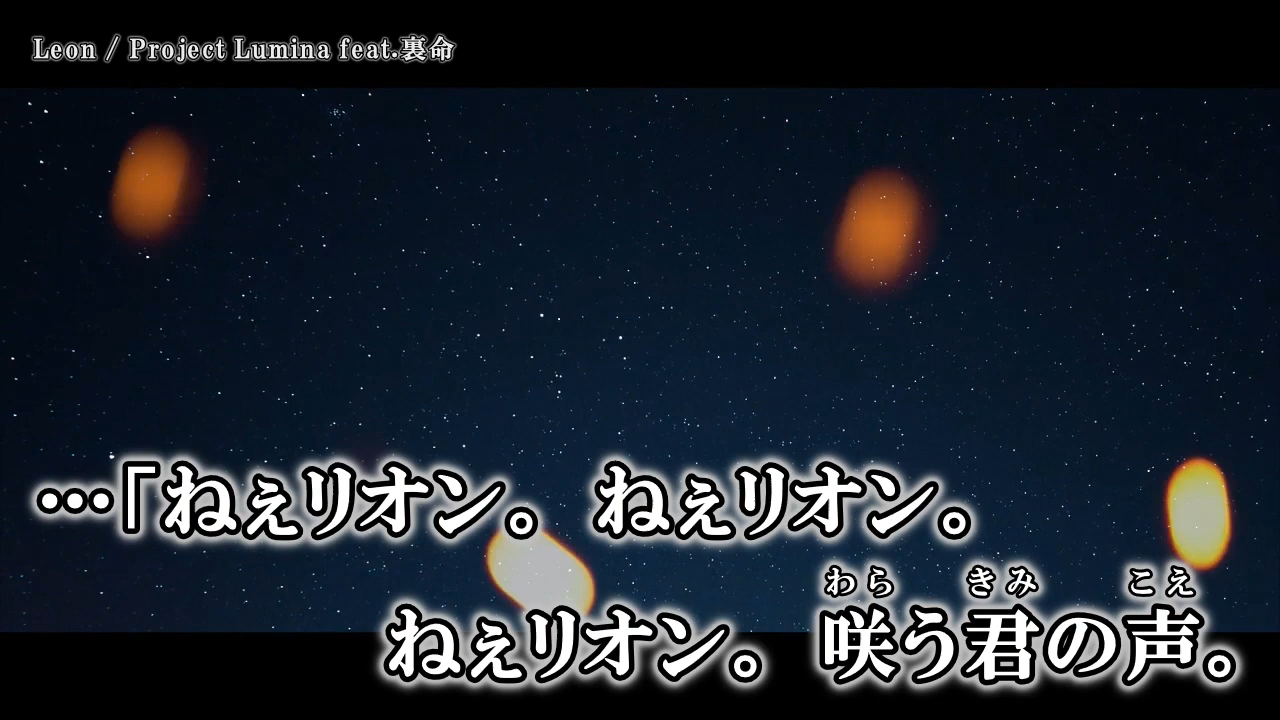 Leon / Project Lumina feat.裏命
…「ねぇリオン。 ねぇリオン。
わら きみ こえ
ねぇリオン。 咲う君の声。